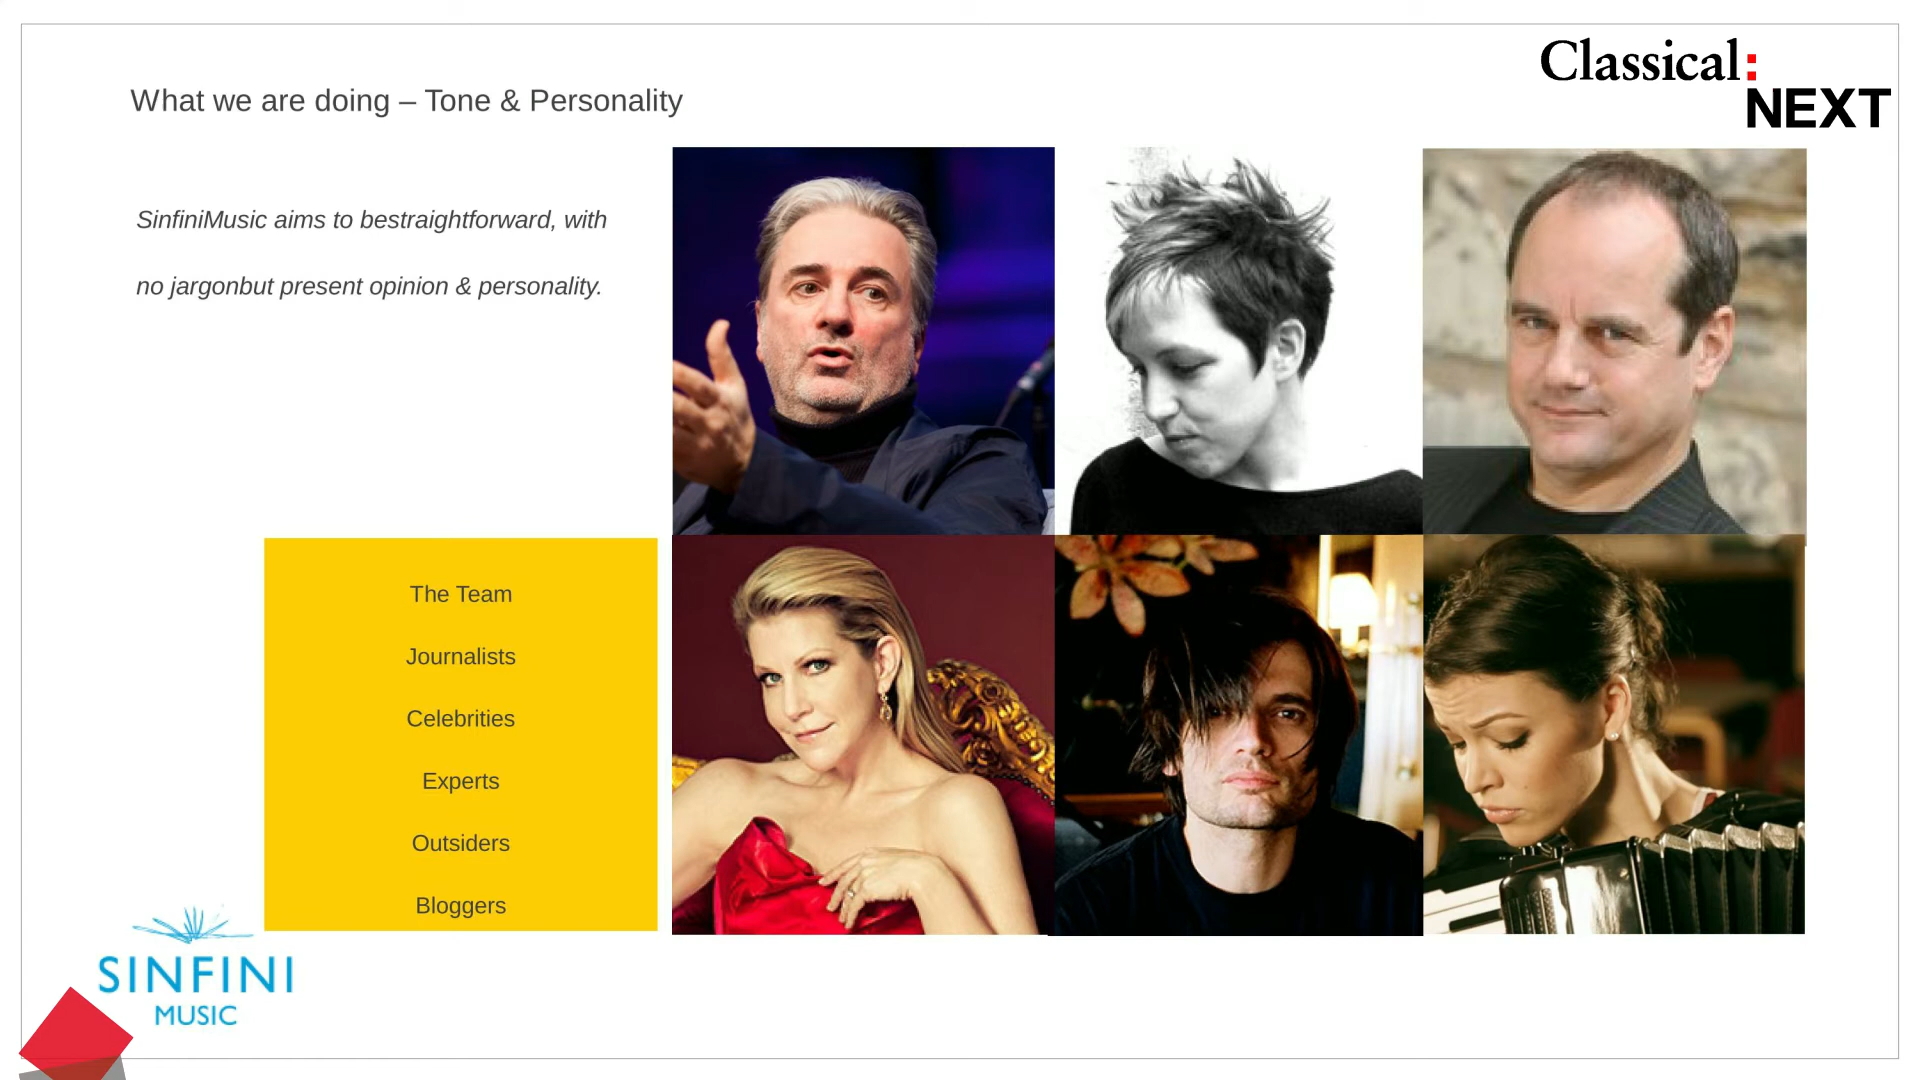 Classical:
NEXT
What we are doing – Tone & Personality
SinfiniMusic aims to bestraightforward, with
no jargonbut present opinion & personality.
The Team
Journalists
Celebrities
Experts
Outsiders
Bloggers
SINFINI
MUSIC